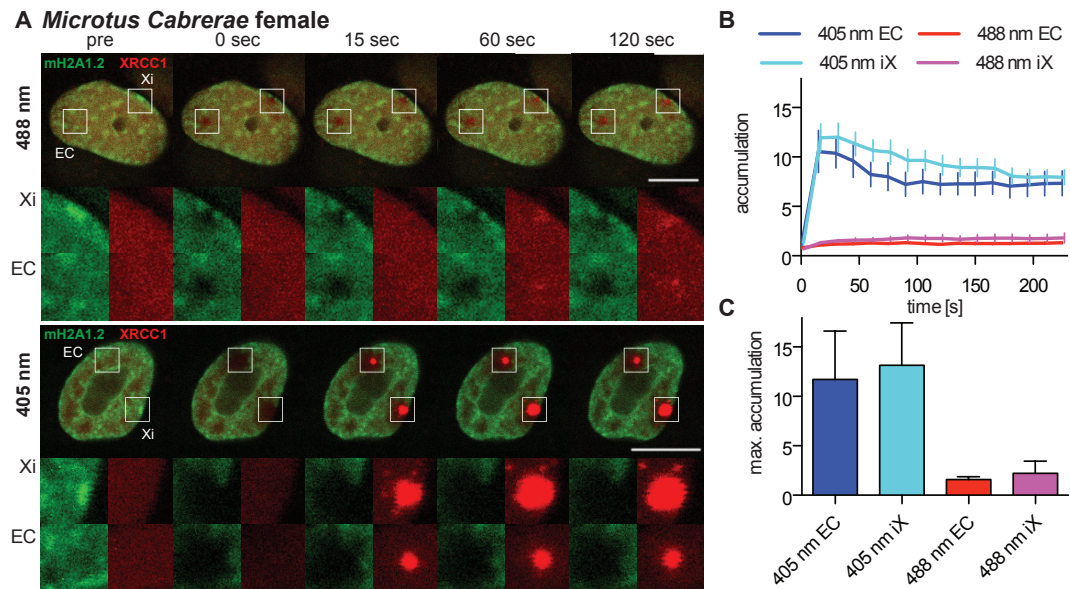 A Microtus Cabrerae female
pre 0 sec 15 sec 60 sec 120 sec
488 nm
mH2A1.2 XRCC1
Xi
EC
Xi
EC
405 nm
mH2A1.2 XRCC1
EC
Xi
Xi
EC
B
405 nm EC 488 nm EC
405 nm iX 488 nm iX
accumulation
15
10
5
0
0 50 100 150 200
time [s]
C
max. accumulation
15
10
5
0
405 nm EC
405 nm iX
488 nm EC
488 nm iX